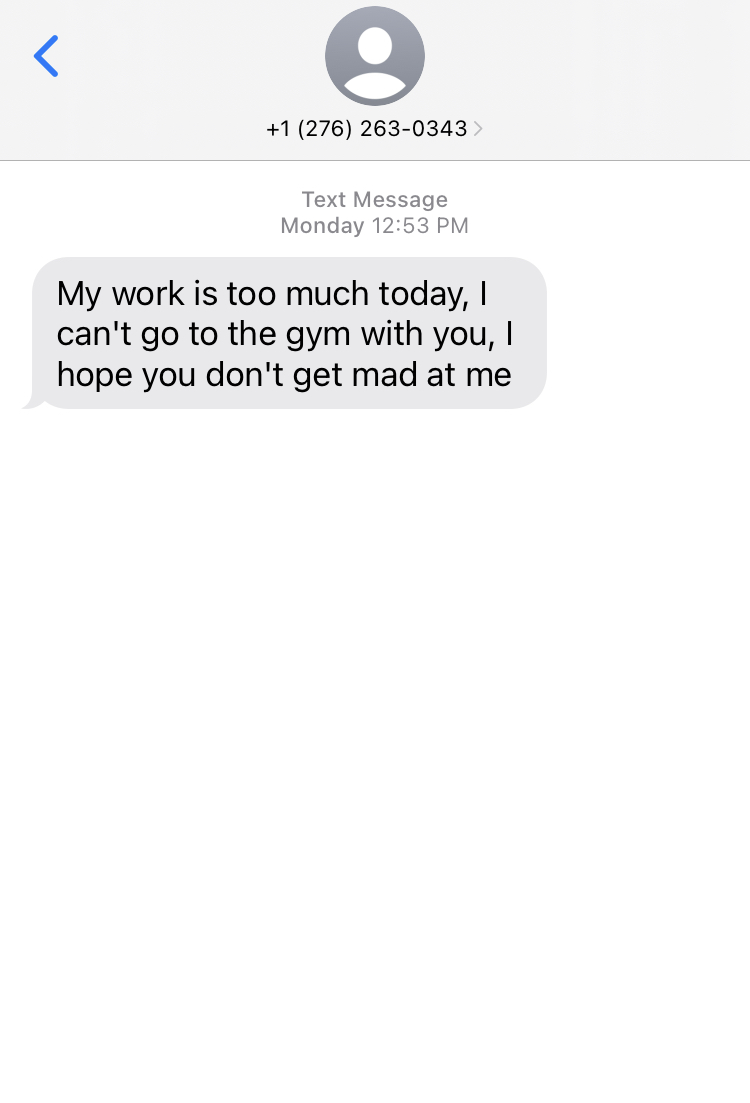 +1 (276) 263-0343
Text Message
Monday 12:53 PM
My work is too much today, I
can't go to the gym with you, I
hope you don't get mad at me